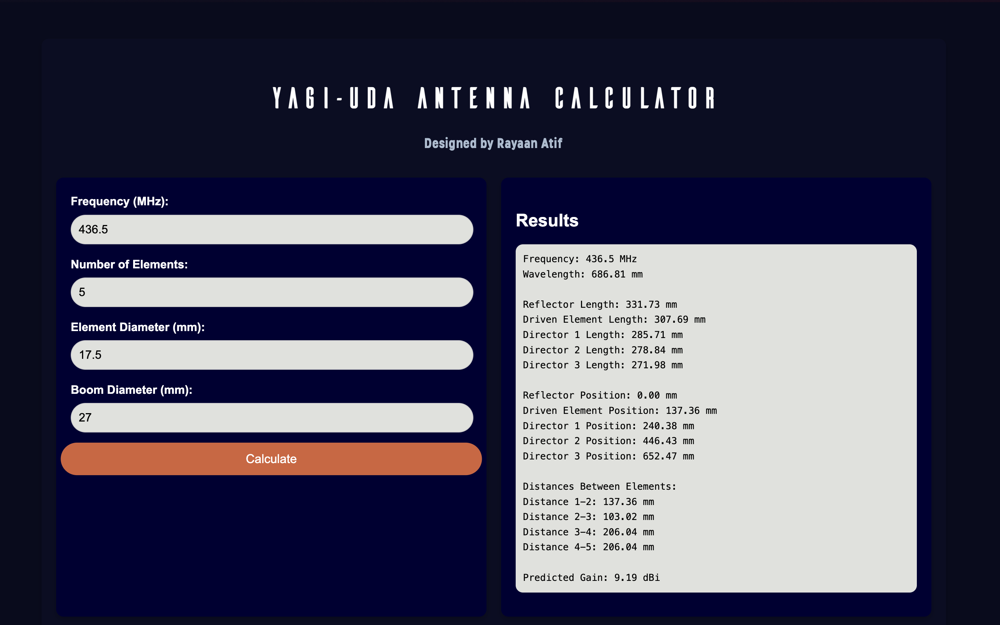 YAGI-UDA ANTENNA CALCULATOR
Designed by Rayaan Atif
Frequency (MHz):
436.5
Number of Elements:
5
Element Diameter (mm):
17.5
Boom Diameter (mm):
27
Calculate
Results
Frequency: 436.5 MHz
Wavelength: 686.81 mm
Reflector Length: 331.73 mm
Driven Element Length: 307.69 mm
Director 1 Length: 285.71 mm
Director 2 Length: 278.84 mm
Director 3 Length: 271.98 mm
Reflector Position: 0.00 mm
Driven Element Position: 137.36 mm
Director 1 Position: 240.38 mm
Director 2 Position: 446.43 mm
Director 3 Position: 652.47 mm
Distances Between Elements:
Distance 1–2: 137.36 mm
Distance 2–3: 103.02 mm
Distance 3–4: 206.04 mm
Distance 4–5: 206.04 mm
Predicted Gain: 9.19 dBi